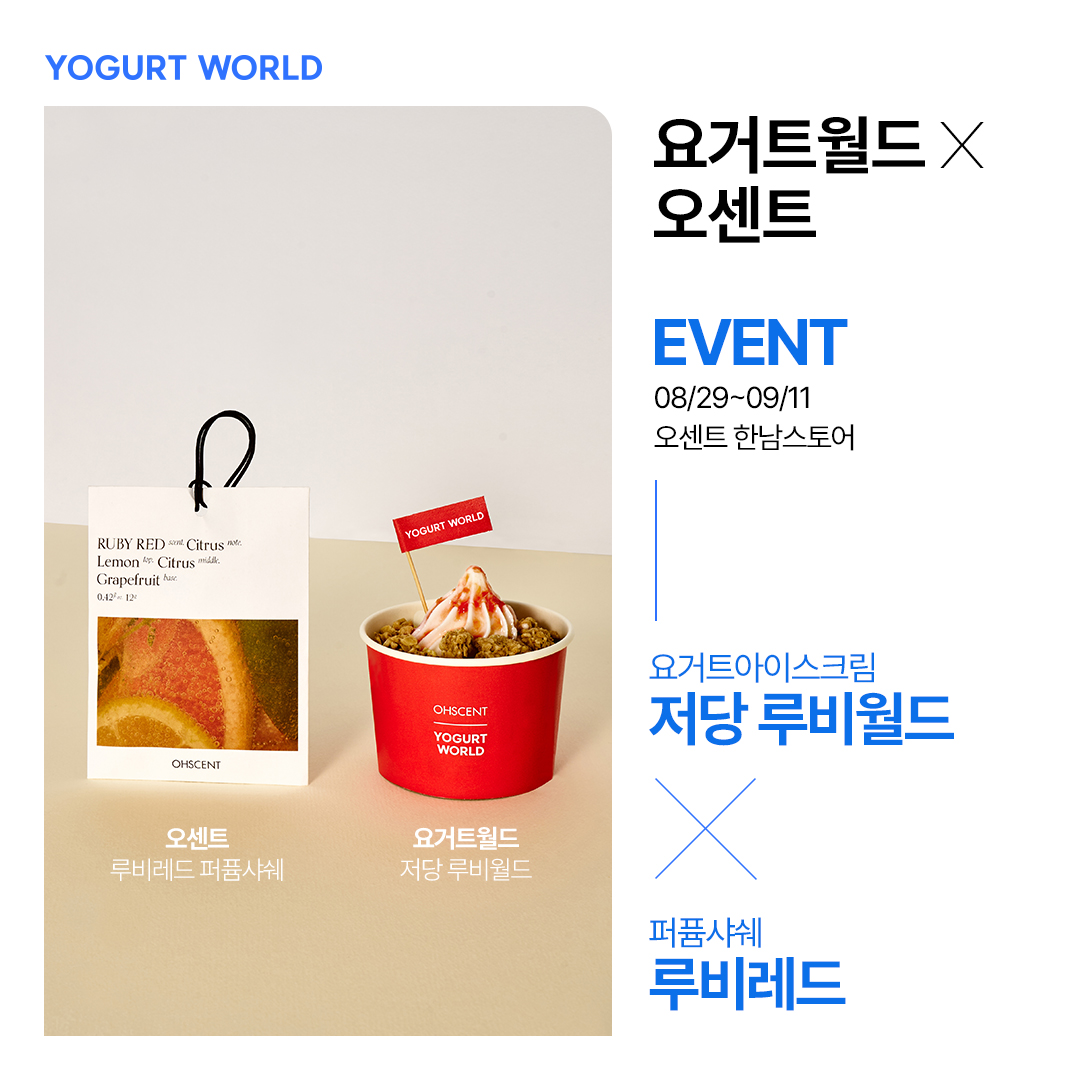 YOGURT WORLD
요거트월드 X
오센트
EVENT
08/29~09/11
오센트 한남스토어
요거트아이스크림
저당 루비월드
X
퍼퓸샤쉐
루비레드
RUBY RED scent. Citrus note.
Lemon top. Citrus middle.
Grapefruit base.
OHSCENT
YOGURT WORLD
OHSCENT
YOGURT
WORLD
오센트
루비레드 퍼퓸샤쉐
요거트월드
저당 루비월드